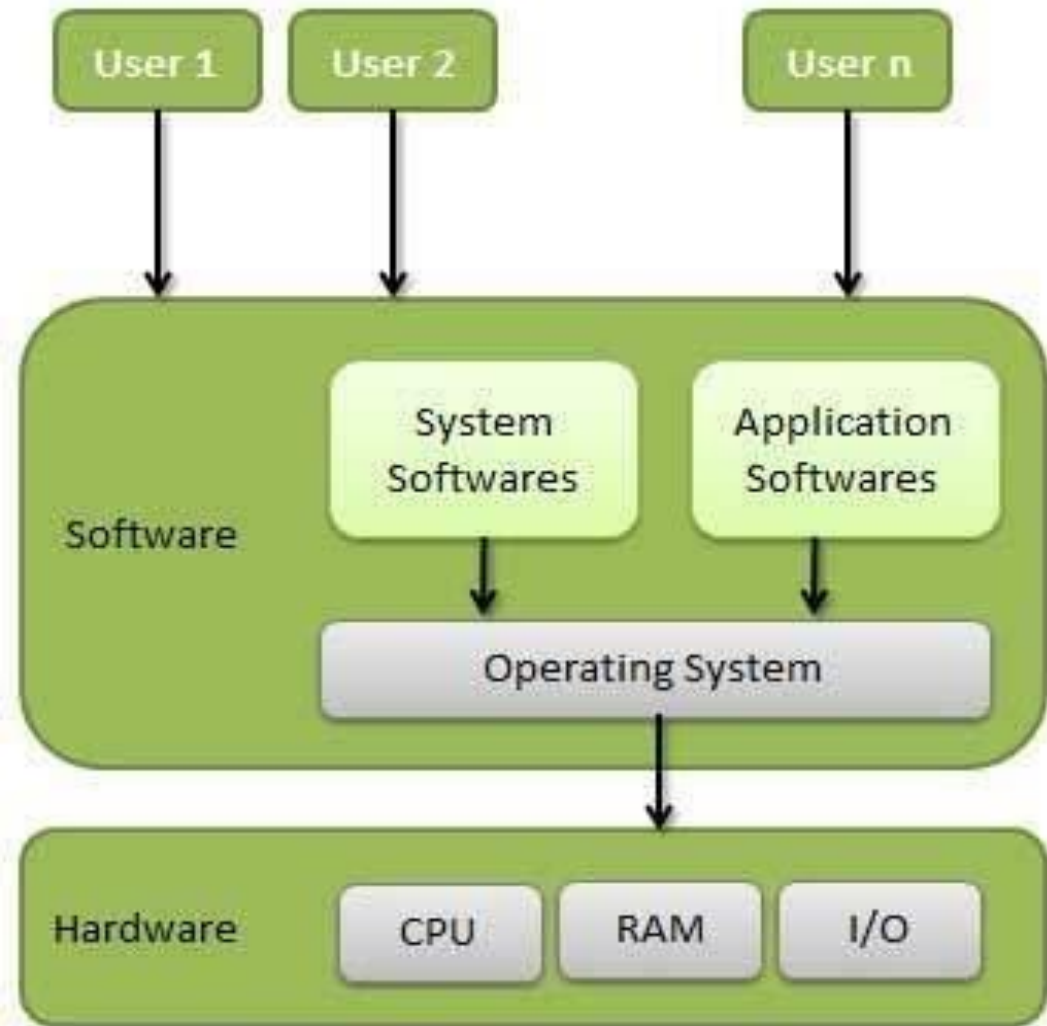 User 1
User 2
User n
System
Softwares
Application
Softwares
Software
Operating System
Hardware
CPU
RAM
I/O